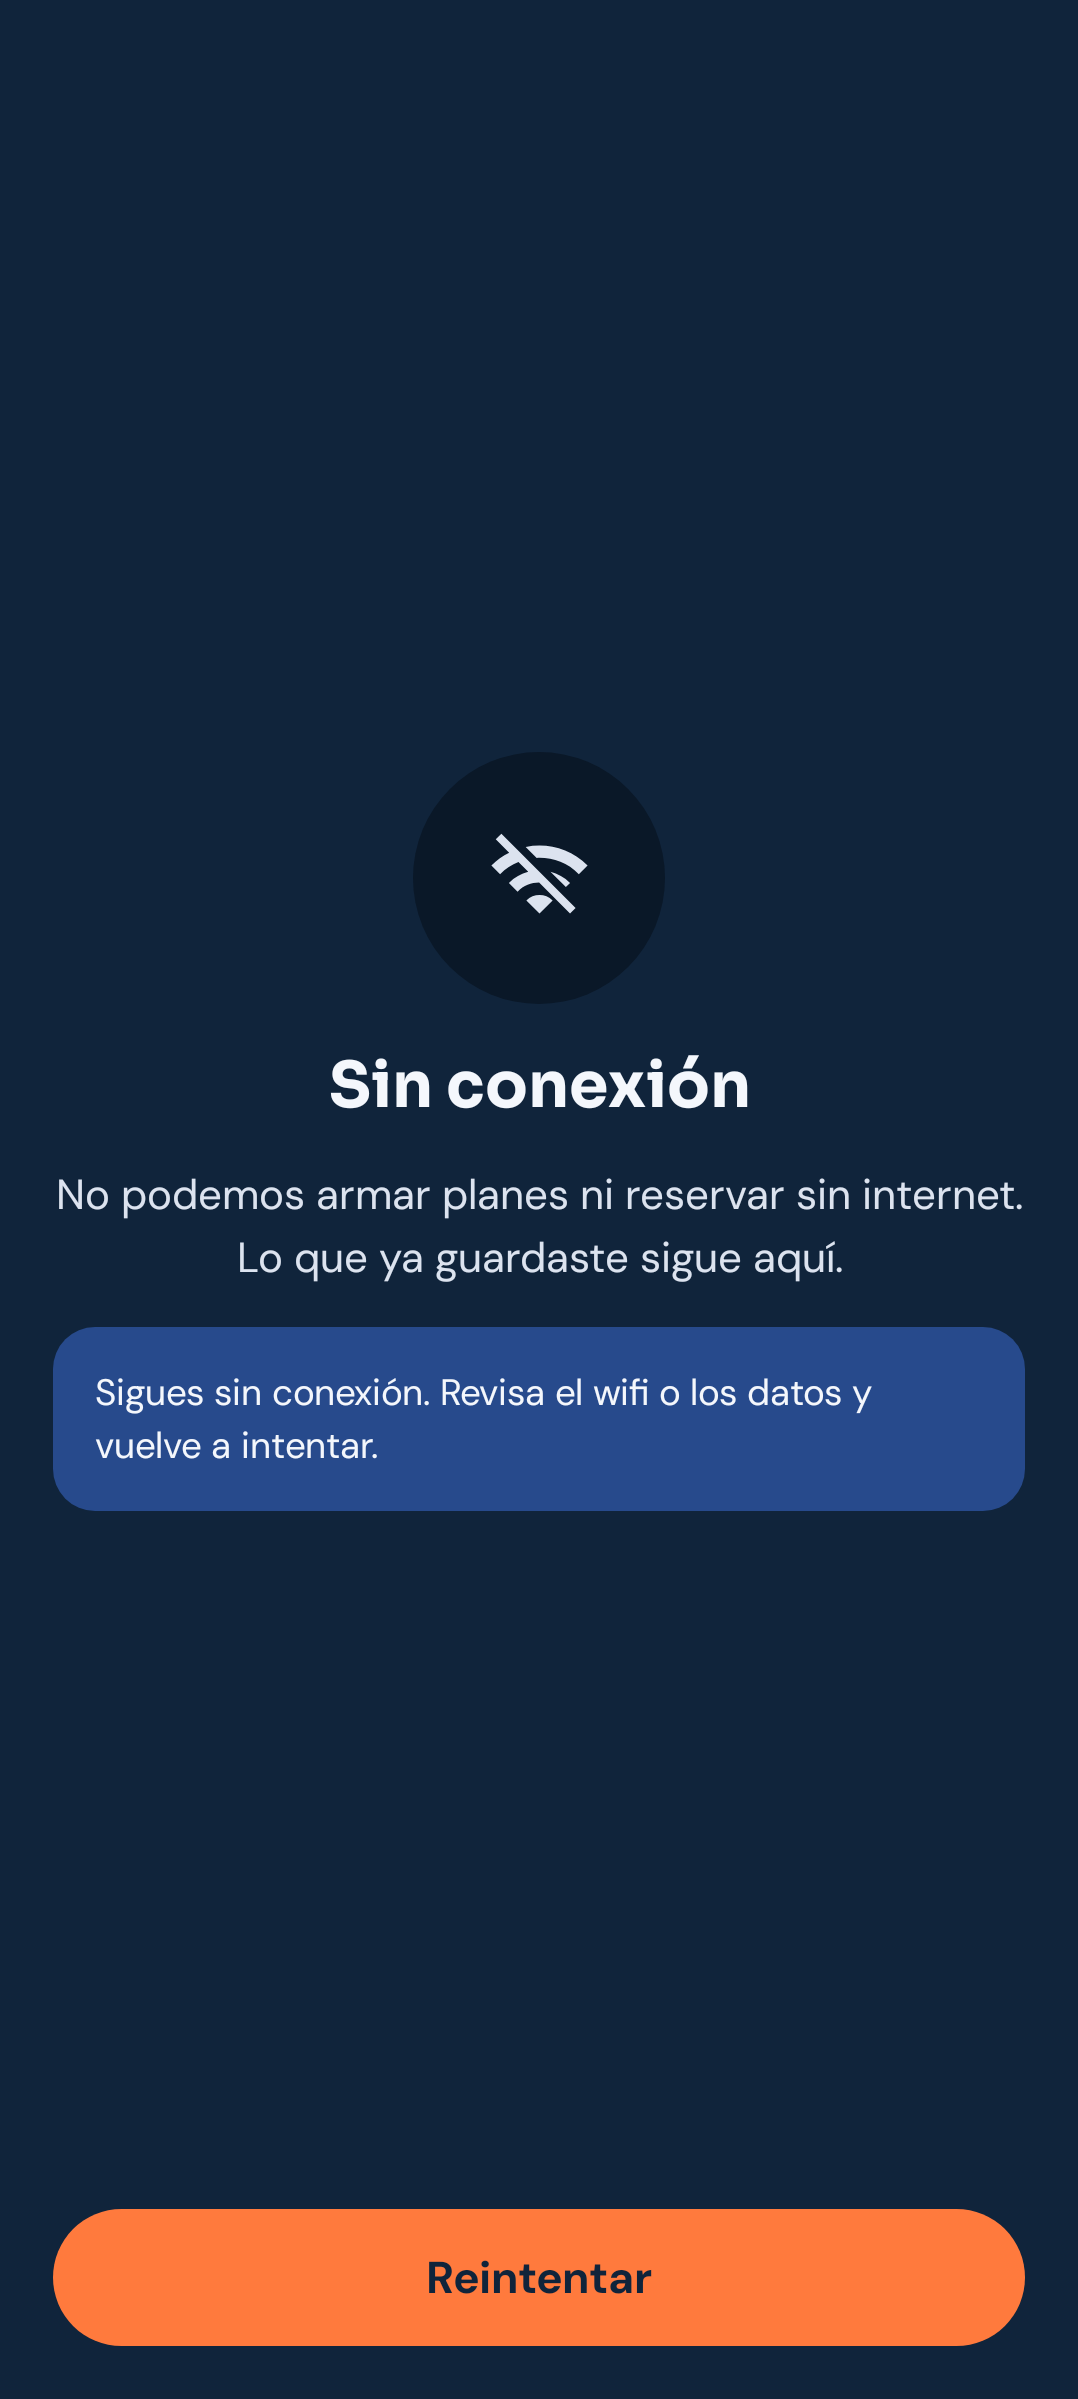 Sin conexión
No podemos armar planes ni reservar sin internet.
Lo que ya guardaste sigue aquí.
Sigues sin conexión. Revisa el wifi o los datos y
vuelve a intentar.
Reintentar